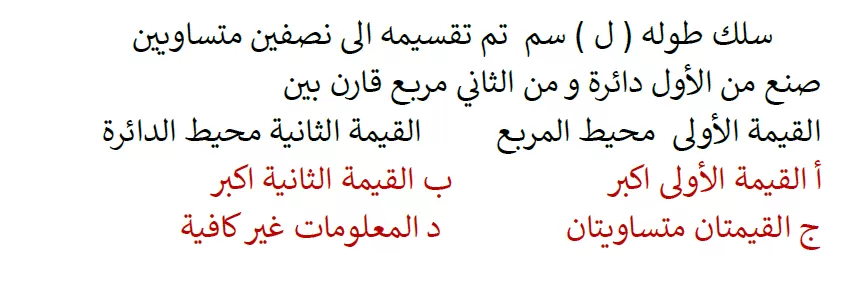 سلك طوله ( ل ) سم تم تقسيمه الى نصفين متساويين
صنع من الأول دائرة و من الثاني مربع قارن بين
القيمة الأولى محيط المربع القيمة الثانية محيط الدائرة
أ القيمة الأولى اكبر ب القيمة الثانية اكبر
ج القيمتان متساويتان د المعلومات غير كافية